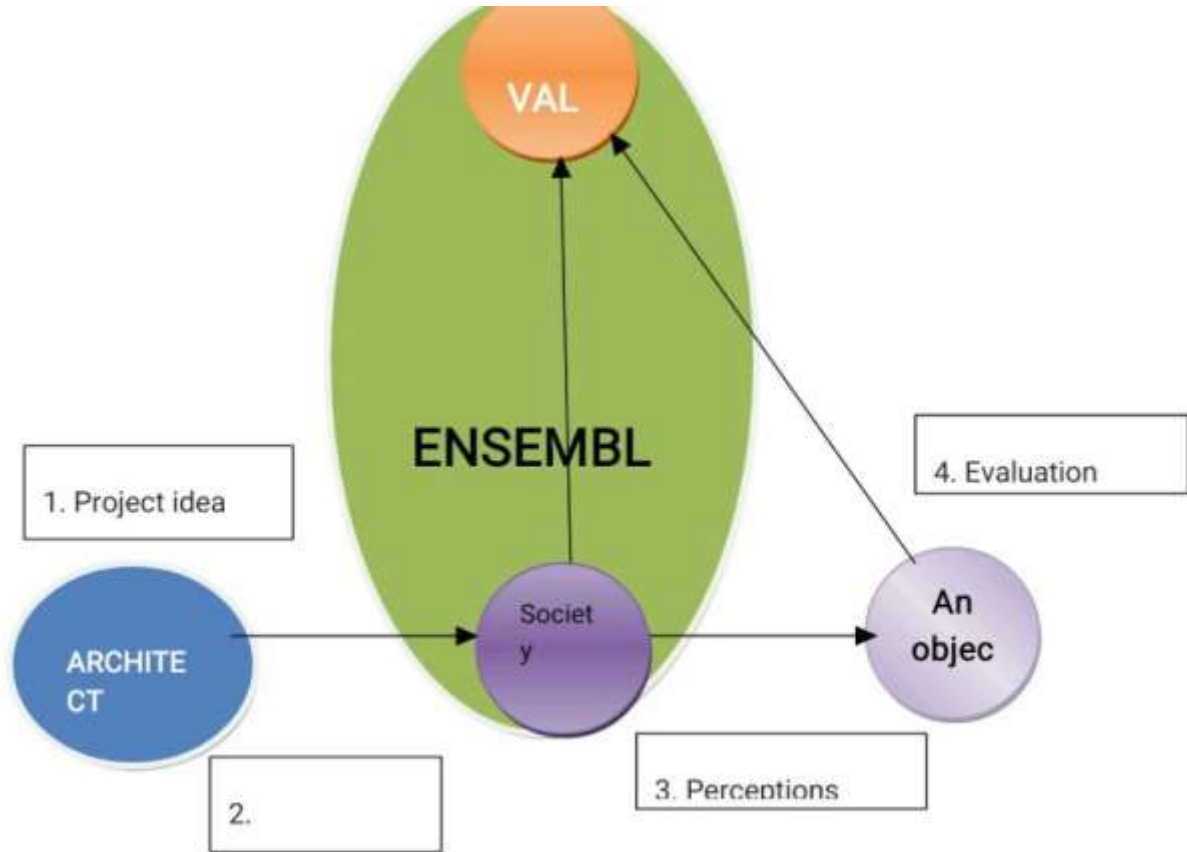 VAL
ENSEMBL
1. Project idea
4. Evaluation
ARCHITE
CT
Societ
y
An
objec
2.
3. Perceptions